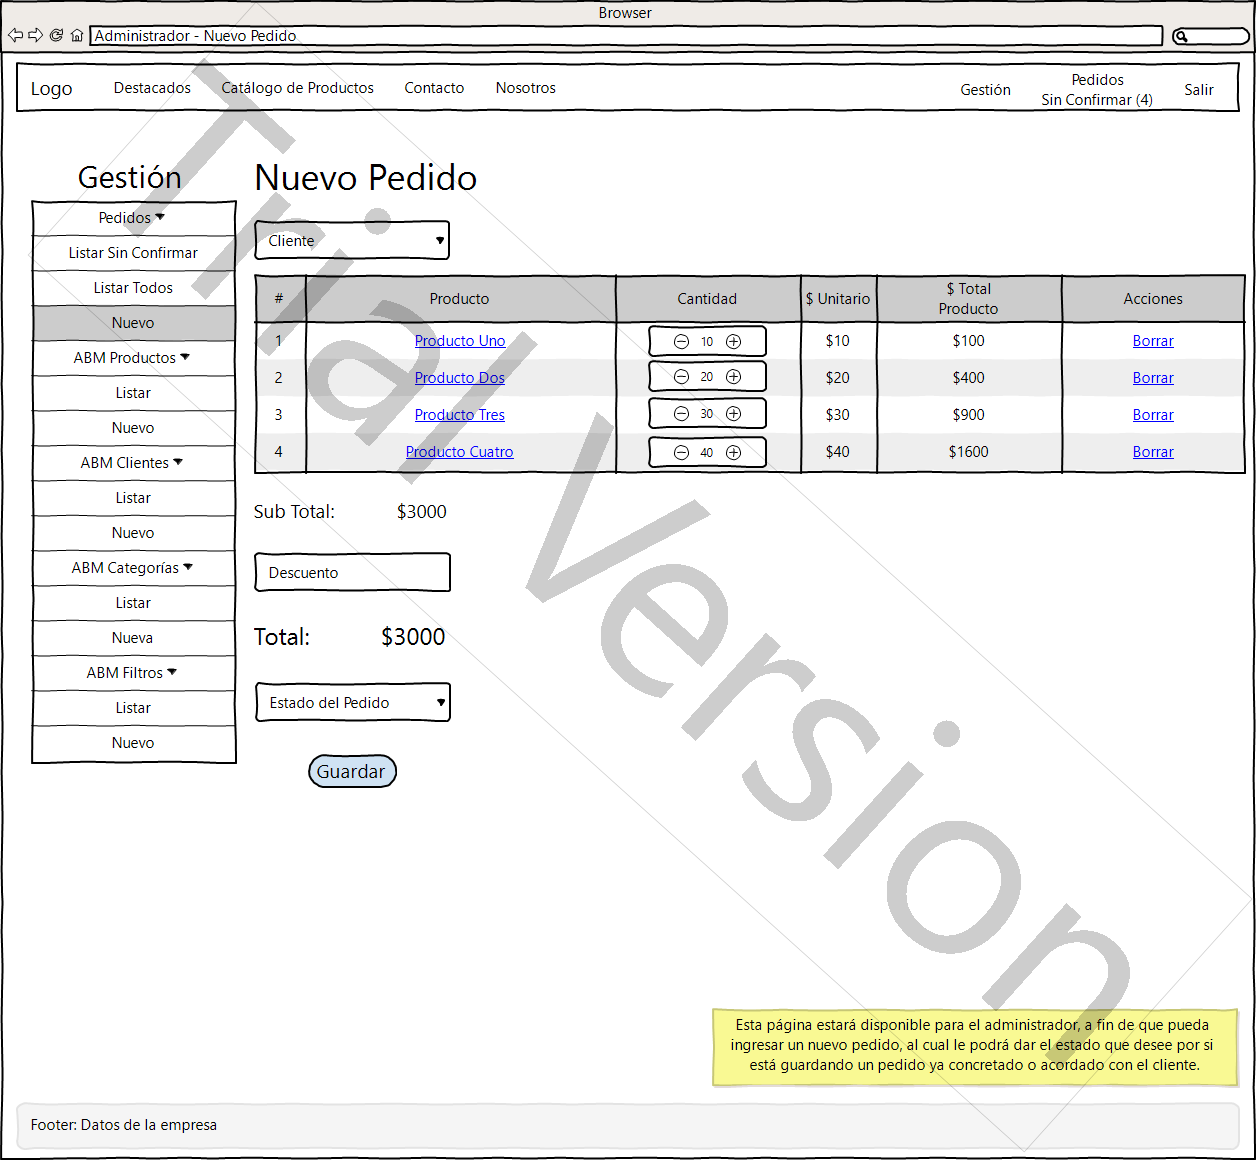 Browser
Administrador - Nuevo Pedido
Logo Destacados Catálogo de Productos Contacto Nosotros Gestión Pedidos Sin Confirmar (4) Salir
Gestión
Pedidos
Listar Sin Confirmar
Listar Todos
Nuevo
ABM Productos
Listar
Nuevo
ABM Clientes
Listar
Nuevo
ABM Categorías
Listar
Nueva
ABM Filtros
Listar
Nuevo
Nuevo Pedido
Cliente
# Producto Cantidad $ Unitario $ Total Producto Acciones
1 Producto Uno 10 $10 $100 Borrar
2 Producto Dos 20 $20 $400 Borrar
3 Producto Tres 30 $30 $900 Borrar
4 Producto Cuatro 40 $40 $1600 Borrar
Sub Total: $3000
Descuento
Total: $3000
Estado del Pedido
Guardar
Esta página estará disponible para el administrador, a fin de que pueda
ingresar un nuevo pedido, al cual le podrá dar el estado que desee por si
está guardando un pedido ya concretado o acordado con el cliente.
Footer: Datos de la empresa
Trial Version